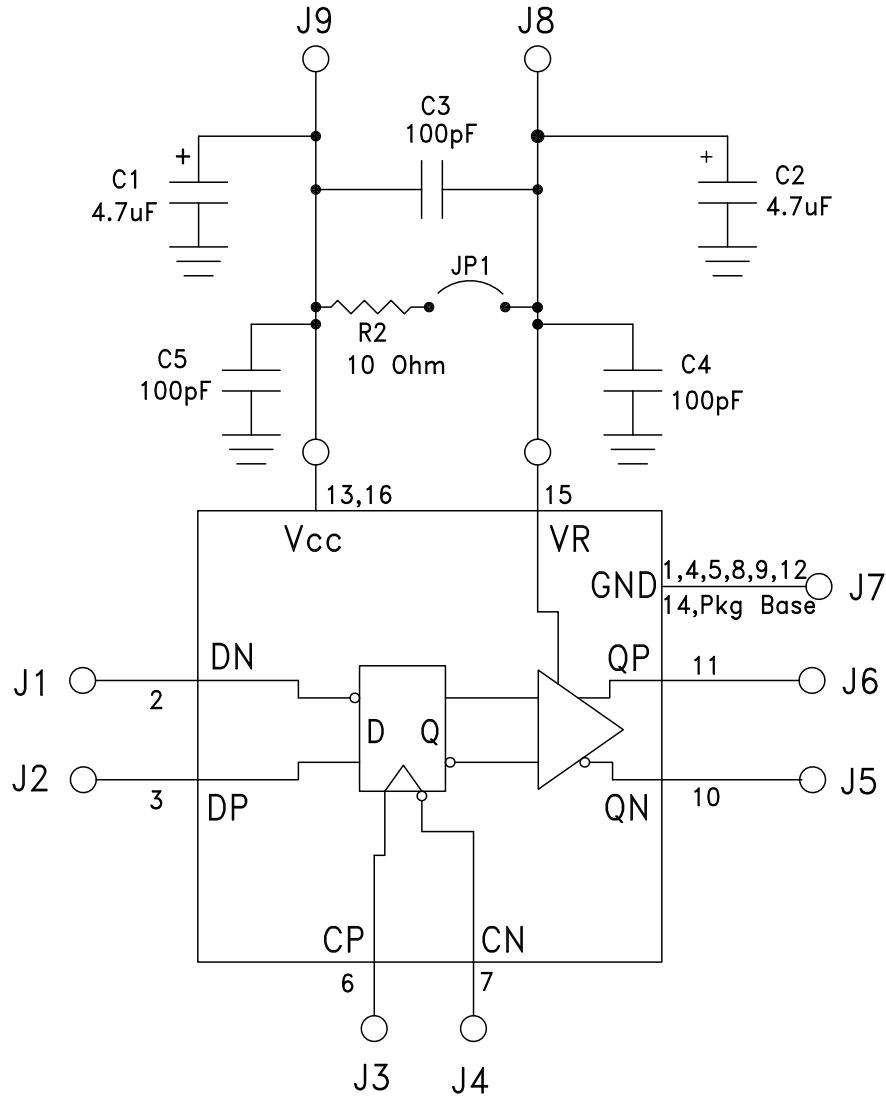 J9
J8
C3
100pF
+
+
C1
4.7uF
C2
4.7uF
JP1
R2
10 Ohm
C5
100pF
C4
100pF
13,16
15
Vcc
VR
GND
1,4,5,8,9,12
14,Pkg Base
J7
J1
2
DN
QP
11
J6
D
Q
J2
3
DP
QN
10
J5
CP
CN
6
7
J3
J4